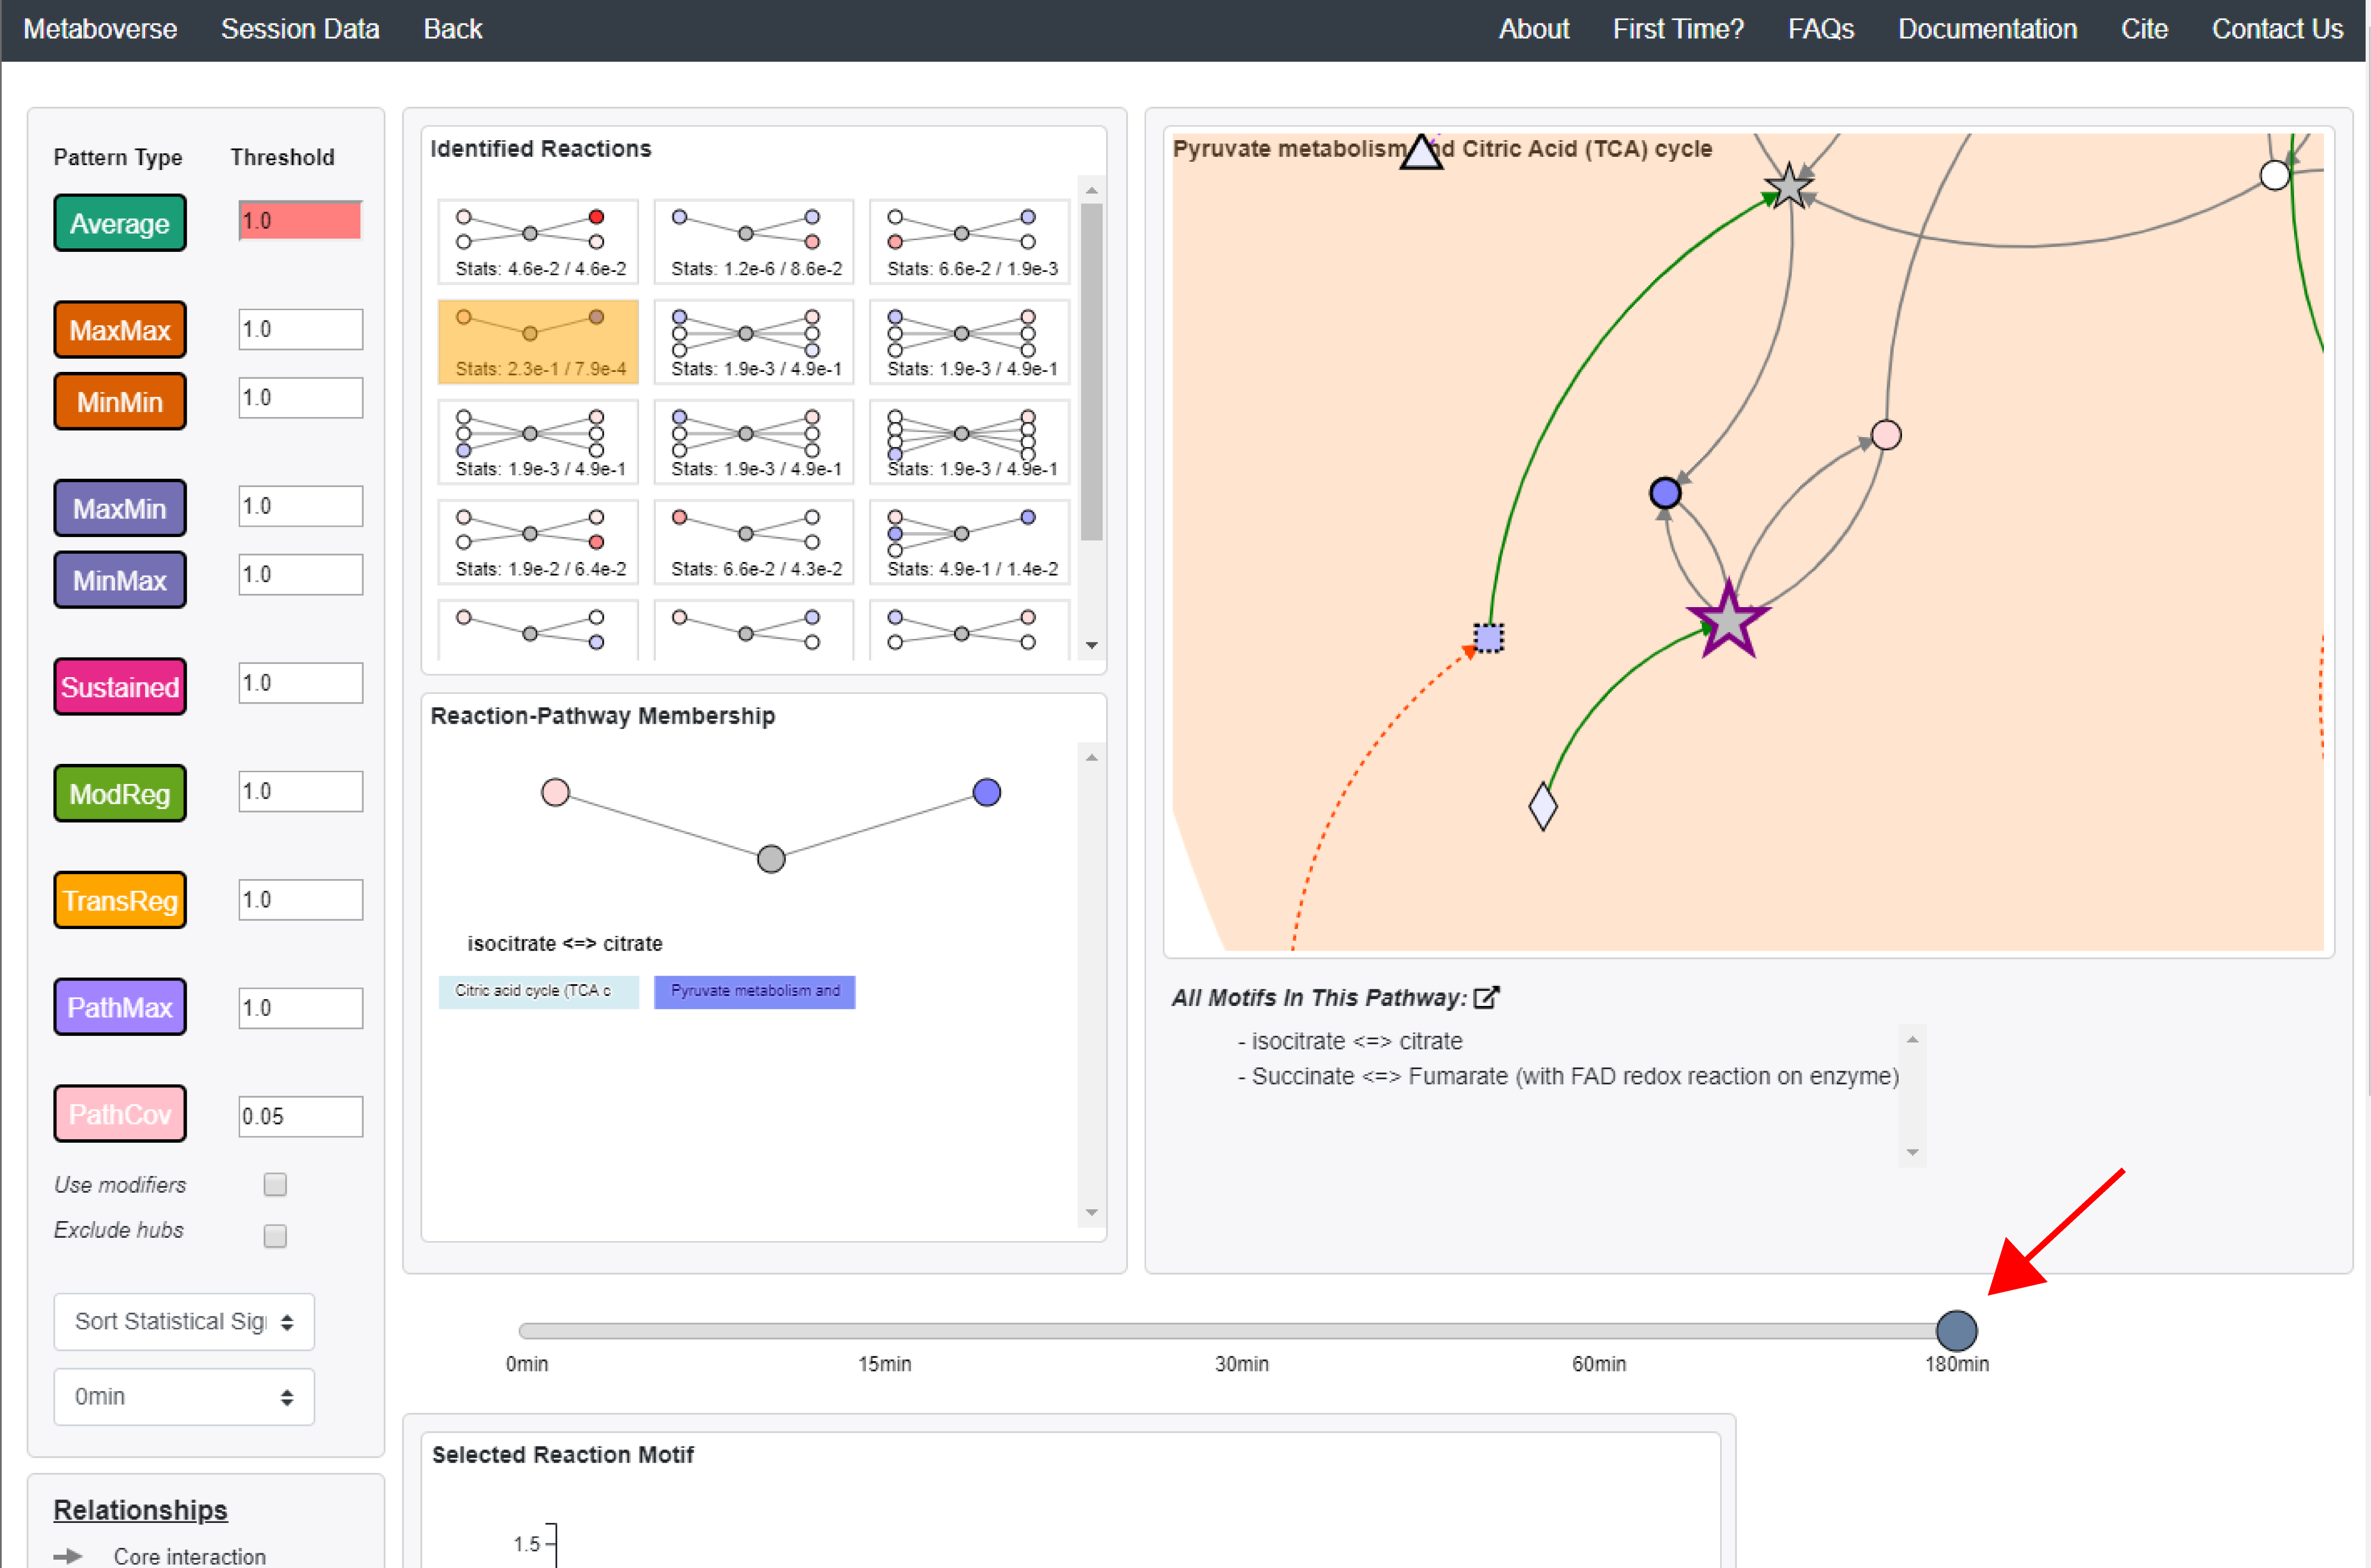 Metaboverse Session Data Back About First Time? FAQs Documentation Cite Contact Us
Pattern Type Threshold
Average 1.0
MaxMax 1.0
MinMin 1.0
MaxMin 1.0
MinMax 1.0
Sustained 1.0
ModReg 1.0
TransReg 1.0
PathMax 1.0
PathCov 0.05
Use modifiers
Exclude hubs
Sort Statistical Sig
0min
Relationships
Core interaction
Identified Reactions
Stats: 4.6e-2 / 4.6e-2 Stats: 1.2e-6 / 8.6e-2 Stats: 6.6e-2 / 1.9e-3
Stats: 2.3e-1 / 7.9e-4 Stats: 1.9e-3 / 4.9e-1 Stats: 1.9e-3 / 4.9e-1
Stats: 1.9e-3 / 4.9e-1 Stats: 1.9e-3 / 4.9e-1 Stats: 1.9e-3 / 4.9e-1
Stats: 1.9e-2 / 6.4e-2 Stats: 6.6e-2 / 4.3e-2 Stats: 4.9e-1 / 1.4e-2
Reaction-Pathway Membership
isocitrate <=> citrate
Citric acid cycle (TCA c Pyruvate metabolism and
Pyruvate metabolism and Citric Acid (TCA) cycle
All Motifs In This Pathway:
- isocitrate <=> citrate
- Succinate <=> Fumarate (with FAD redox reaction on enzyme)
0min 15min 30min 60min 180min
Selected Reaction Motif
1.5